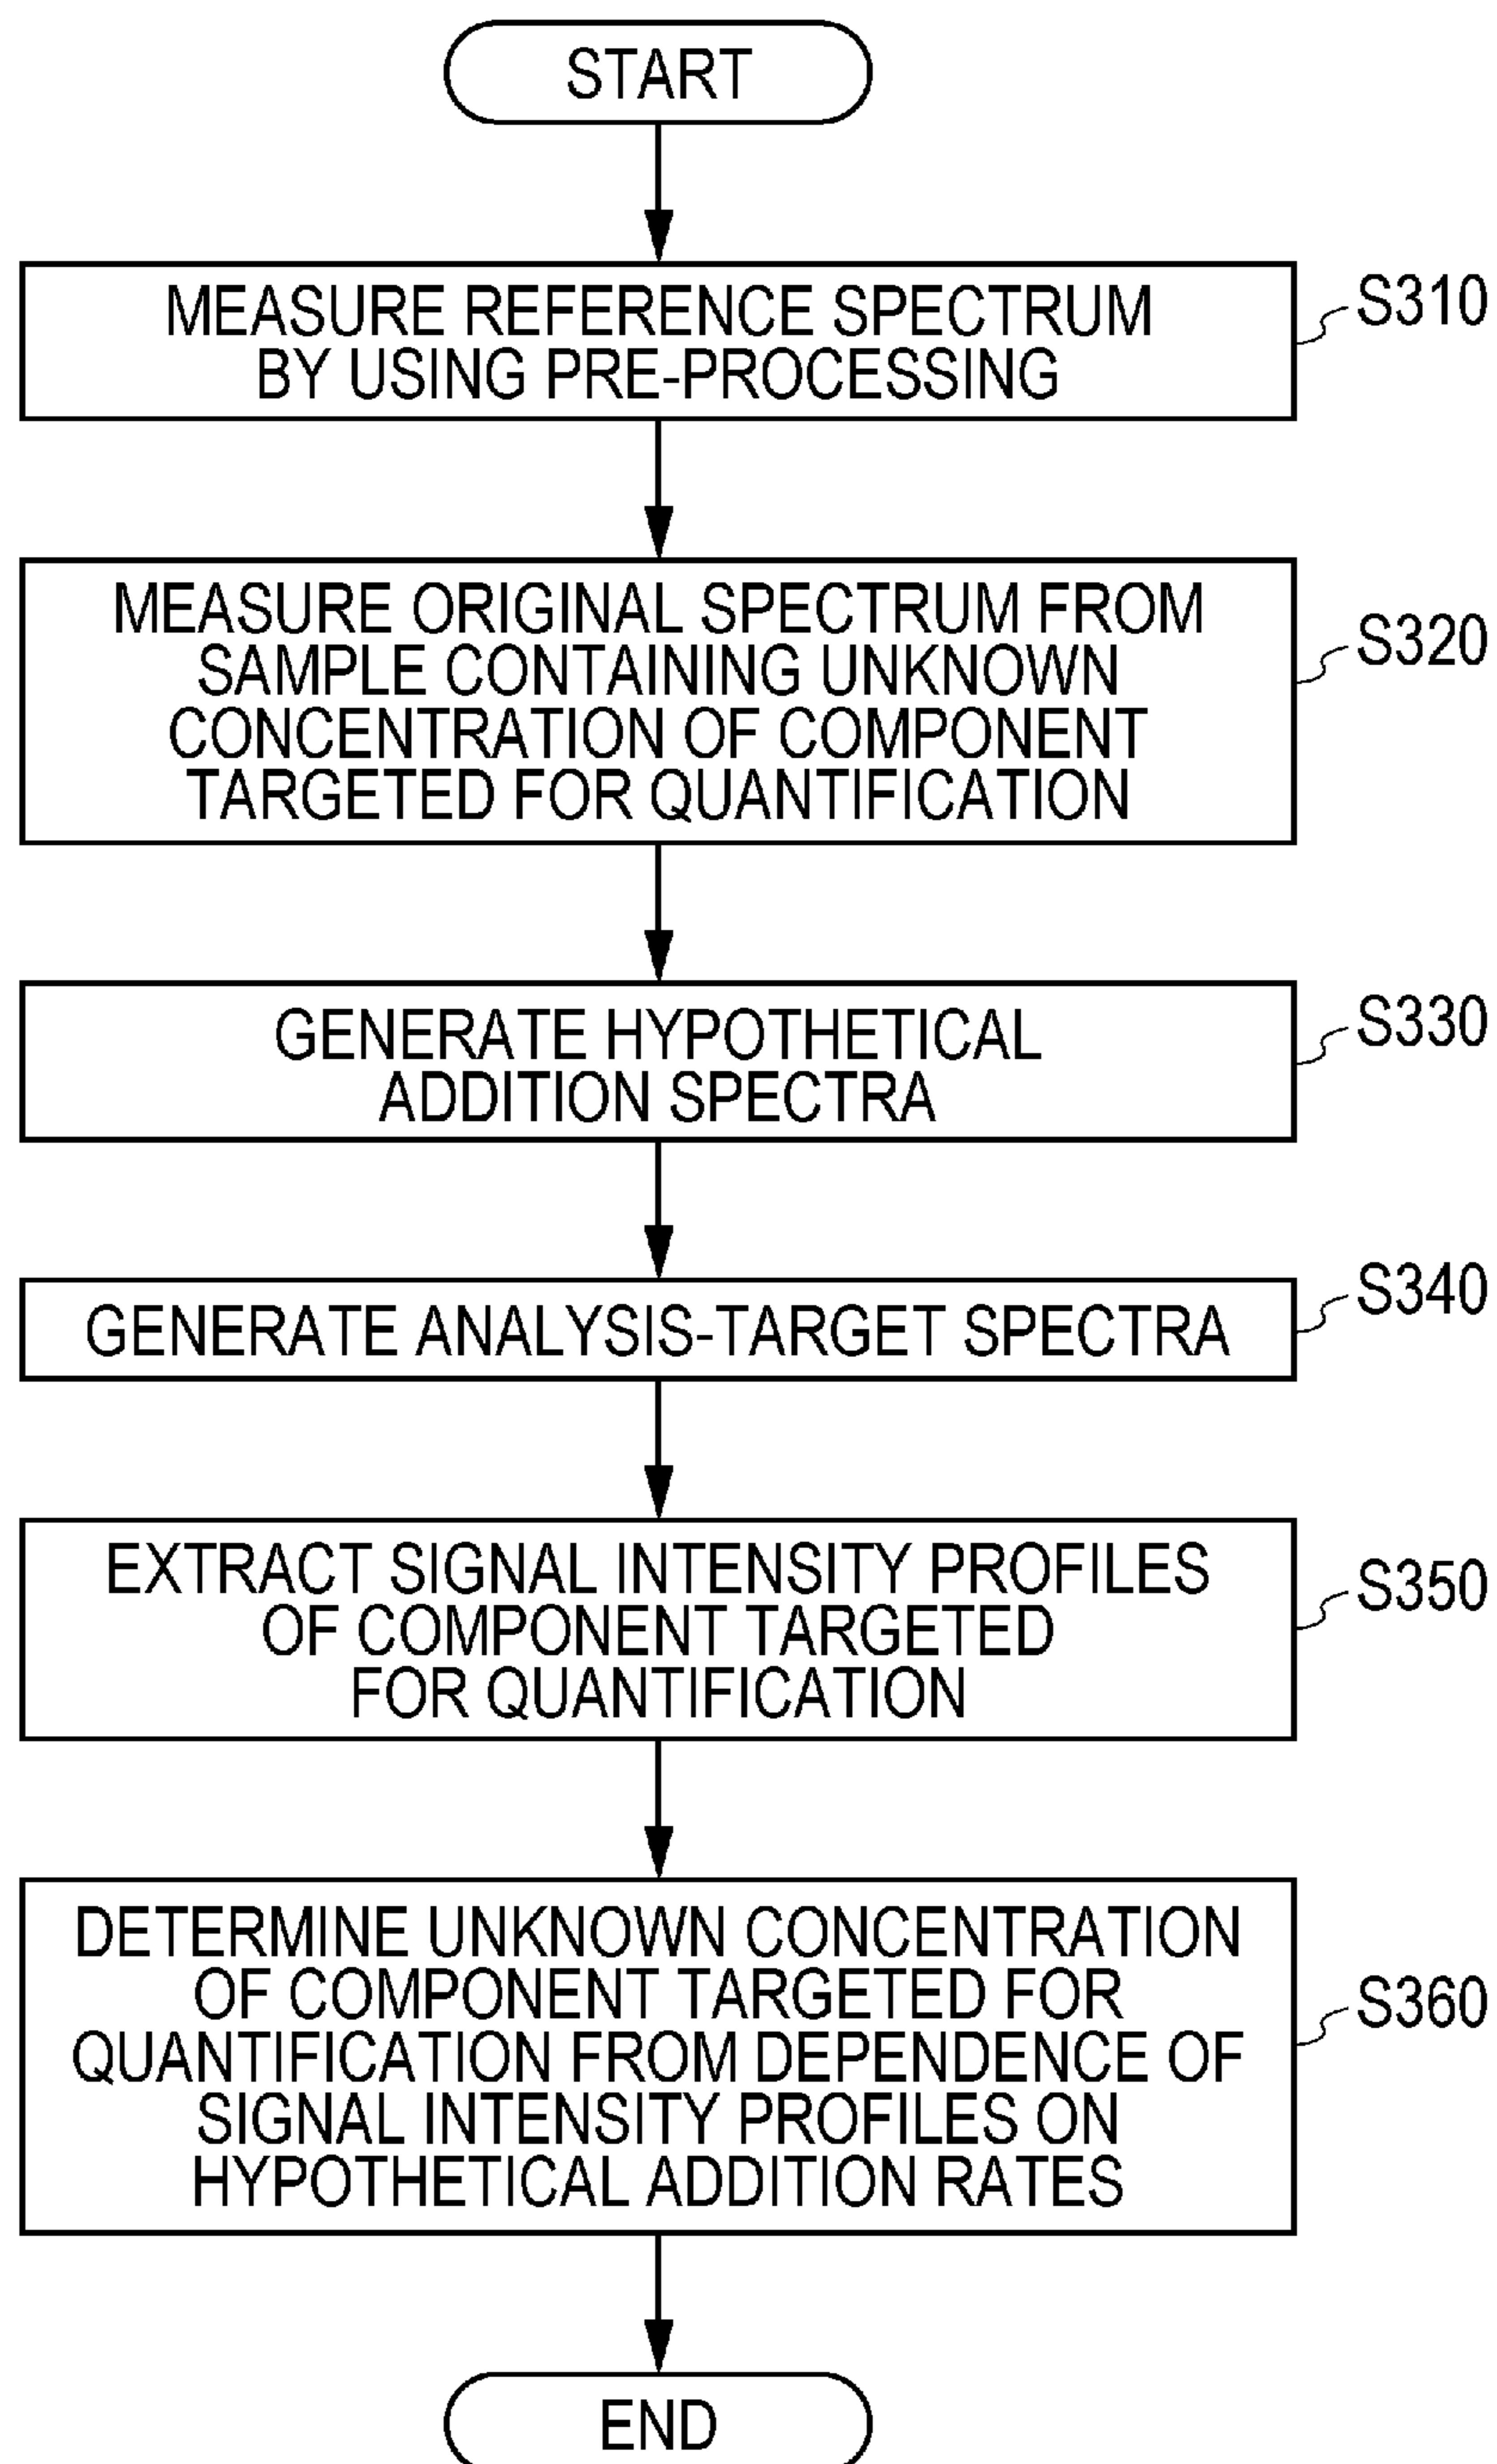 START
MEASURE REFERENCE SPECTRUM
BY USING PRE-PROCESSING
S310
MEASURE ORIGINAL SPECTRUM FROM
SAMPLE CONTAINING UNKNOWN
CONCENTRATION OF COMPONENT
TARGETED FOR QUANTIFICATION
S320
GENERATE HYPOTHETICAL
ADDITION SPECTRA
S330
GENERATE ANALYSIS-TARGET SPECTRA
S340
EXTRACT SIGNAL INTENSITY PROFILES
OF COMPONENT TARGETED
FOR QUANTIFICATION
S350
DETERMINE UNKNOWN CONCENTRATION
OF COMPONENT TARGETED FOR
QUANTIFICATION FROM DEPENDENCE OF
SIGNAL INTENSITY PROFILES ON
HYPOTHETICAL ADDITION RATES
S360
END